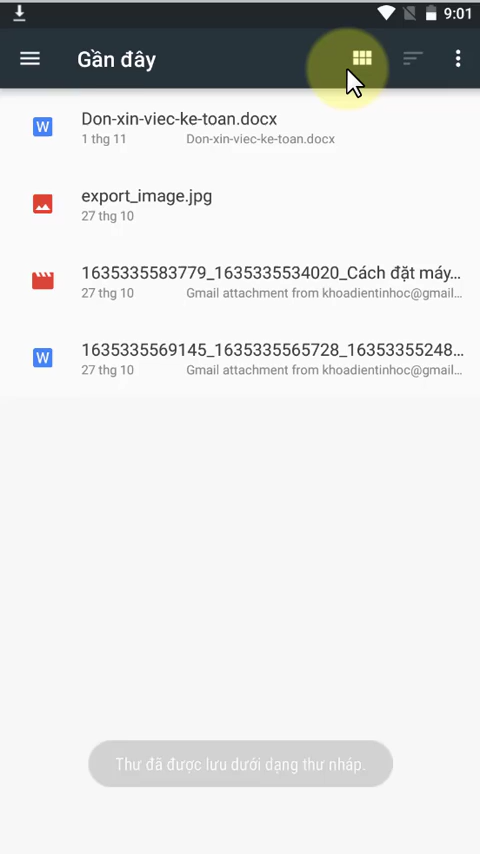 9:01
Gần đây
W
Don-xin-viec-ke-toan.docx
1 thg 11 Don-xin-viec-ke-toan.docx
export_image.jpg
27 thg 10
1635335583779_1635335534020_Cách đặt máy...
27 thg 10 Gmail attachment from khoadientinhoc@gmail...
W
1635335569145_1635335565728_16353355248...
27 thg 10 Gmail attachment from khoadientinhoc@gmail...
Thư đã được lưu dưới dạng thư nháp.